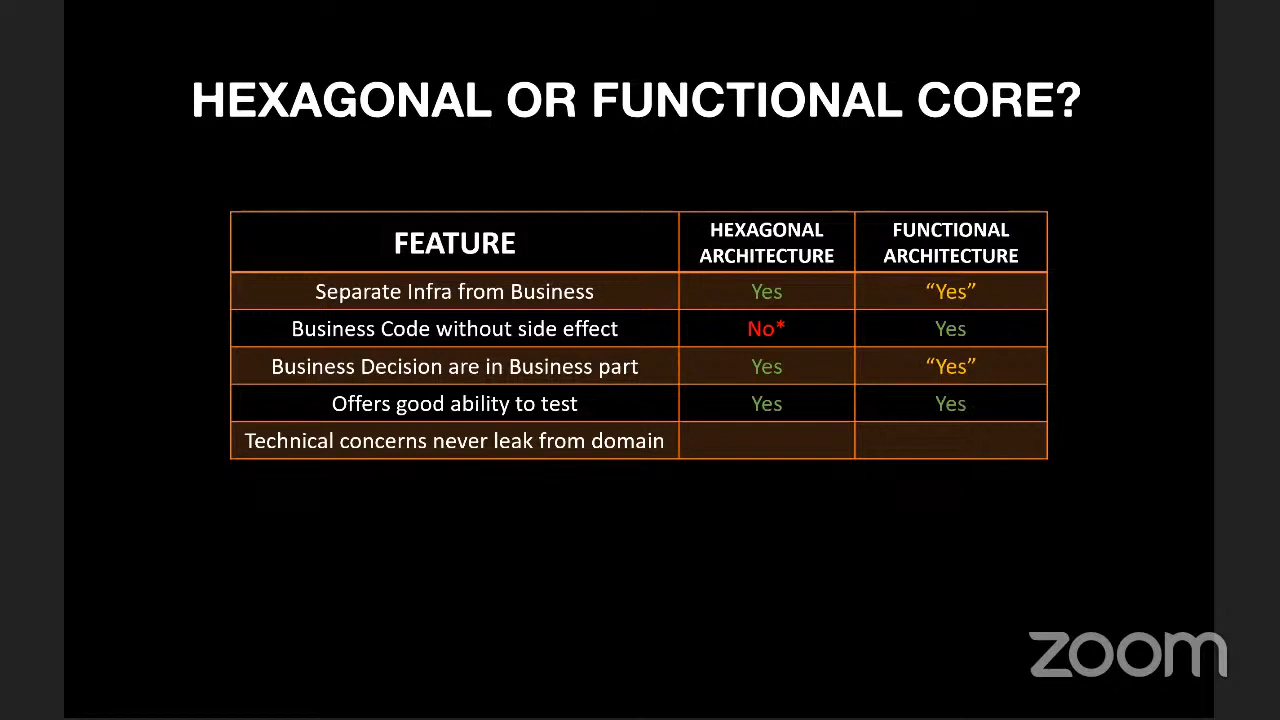 HEXAGONAL OR FUNCTIONAL CORE?
FEATURE
HEXAGONAL
ARCHITECTURE
FUNCTIONAL
ARCHITECTURE
Separate Infra from Business
Yes
“Yes”
Business Code without side effect
No*
Yes
Business Decision are in Business part
Yes
“Yes”
Offers good ability to test
Yes
Yes
Technical concerns never leak from domain
zoom